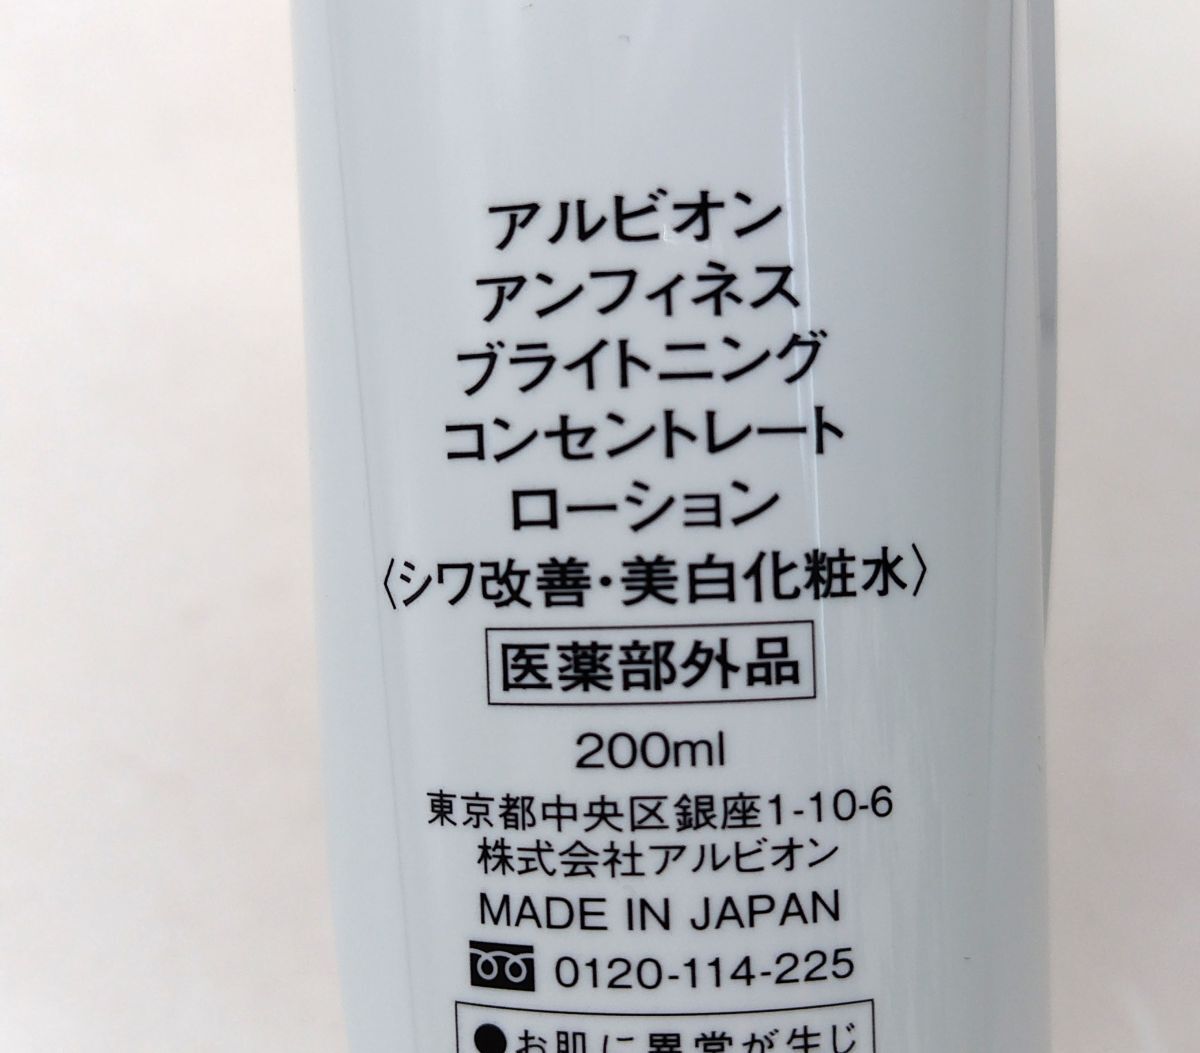 アルビオン
アンフィネス
ブライトニング
コンセントレート
ローション
〈シワ改善・美白化粧水〉
医薬部外品
200ml
東京都中央区銀座1-10-6
株式会社アルビオン
MADE IN JAPAN
0120-114-225
●お肌に異常が生じ